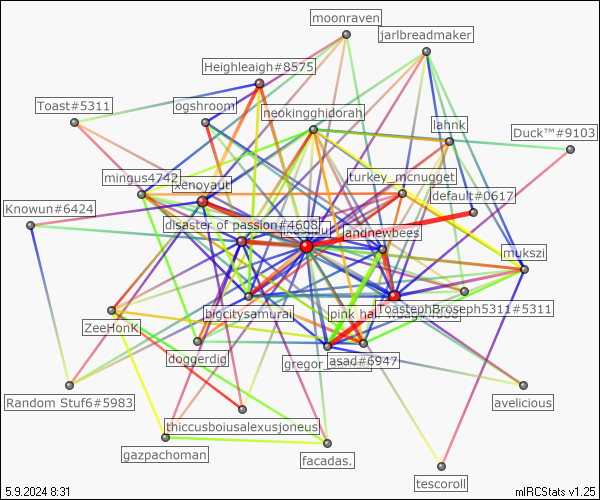 moonraven
jarlbreadmaker
Heighleaigh#8575
Toast#5311
ogshroom
neokingghidorah
lahnk
Duck™#9103
mingus4742
xenoyaut
turkey_mcnugget
default#0617
Knowun#6424
disaster of passion#4608
andnewbees
mukszi
bigcitysamurai
pink hair
ToastephBroseph5311#5311
ZeeHonK
doggerdig
gregor_
asad#6947
Random Stuf6#5983
avelicious
thiccusboiusalexusjoneus
gazpachoman
facadas.
tescoroll
5.9.2024 8:31
mIRCStats v1.25